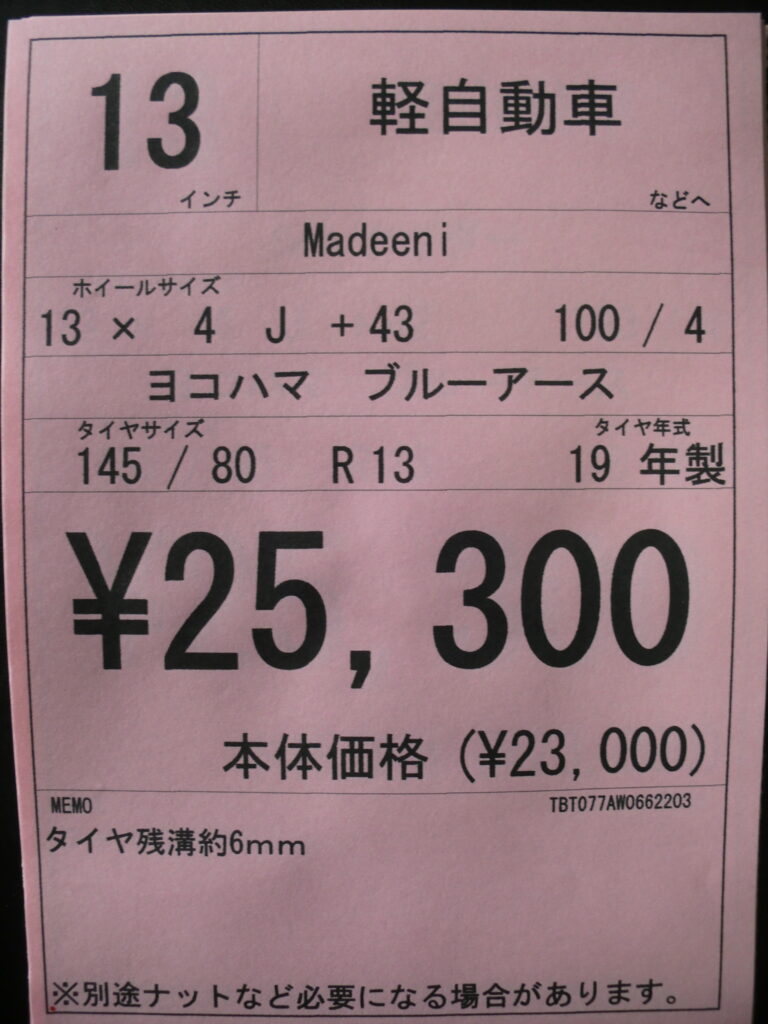 13 インチ
軽自動車 などへ
Madeeni
ホイールサイズ
13 × 4 J +43 100 / 4
ヨコハマ ブルーアース
タイヤサイズ タイヤ年式
145 / 80 R 13 19 年製
¥25,300
本体価格 (¥23,000)
MEMO TBT077AW0662203
タイヤ残溝約6mm
※別途ナットなど必要になる場合があります。